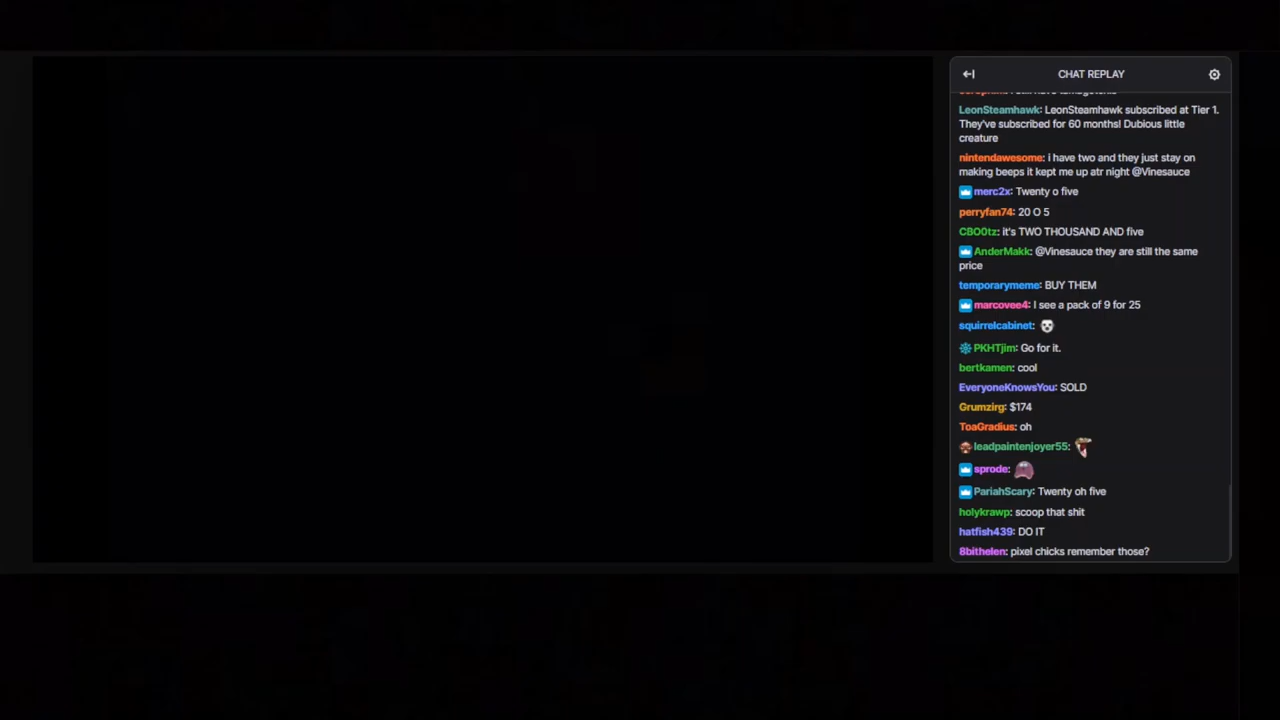 CHAT REPLAY
LeonSteamhawk: LeonSteamhawk subscribed at Tier 1.
They've subscribed for 60 months! Dubious little
creature
nintendawesome: i have two and they just stay on
making beeps it kept me up atr night @Vinesauce
merc2x: Twenty o five
perryfan74: 20 O 5
CBO0tz: it's TWO THOUSAND AND five
AnderMakk: @Vinesauce they are still the same
price
temporarymeme: BUY THEM
marcovee4: I see a pack of 9 for 25
squirrelcabinet:
PKHTjim: Go for it.
bertkamen: cool
EveryoneKnowsYou: SOLD
Grumzirg: $174
ToaGradius: oh
leadpaintenjoyer55:
sprode:
PariahScary: Twenty oh five
holykrawp: scoop that shit
hatfish439: DO IT
8bithelen: pixel chicks remember those?